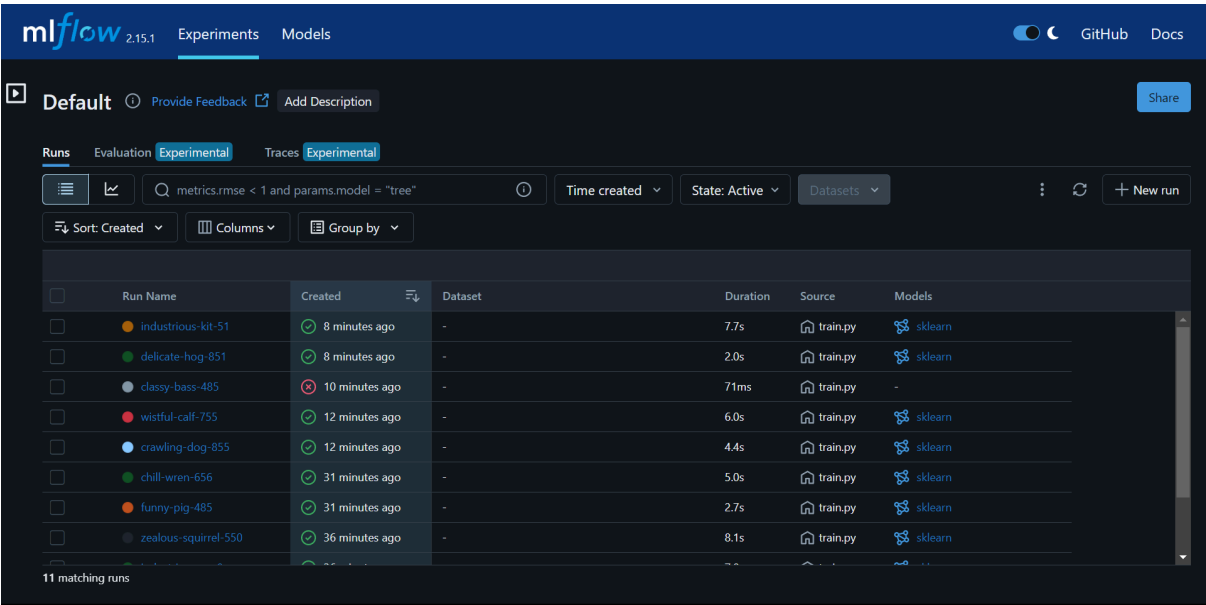 mlflow 2.15.1 Experiments Models GitHub Docs
Default Provide Feedback Add Description Share
Runs Evaluation Experimental Traces Experimental
metrics.rmse < 1 and params.model = "tree" Time created State: Active Datasets New run
Sort: Created Columns Group by
Run Name Created Dataset Duration Source Models
industrious-kit-51 8 minutes ago - 7.7s train.py sklearn
delicate-hog-851 8 minutes ago - 2.0s train.py sklearn
classy-bass-485 10 minutes ago - 71ms train.py -
wistful-calf-755 12 minutes ago - 6.0s train.py sklearn
crawling-dog-855 12 minutes ago - 4.4s train.py sklearn
chill-wren-656 31 minutes ago - 5.0s train.py sklearn
funny-pig-485 31 minutes ago - 2.7s train.py sklearn
zealous-squirrel-550 36 minutes ago - 8.1s train.py sklearn
11 matching runs